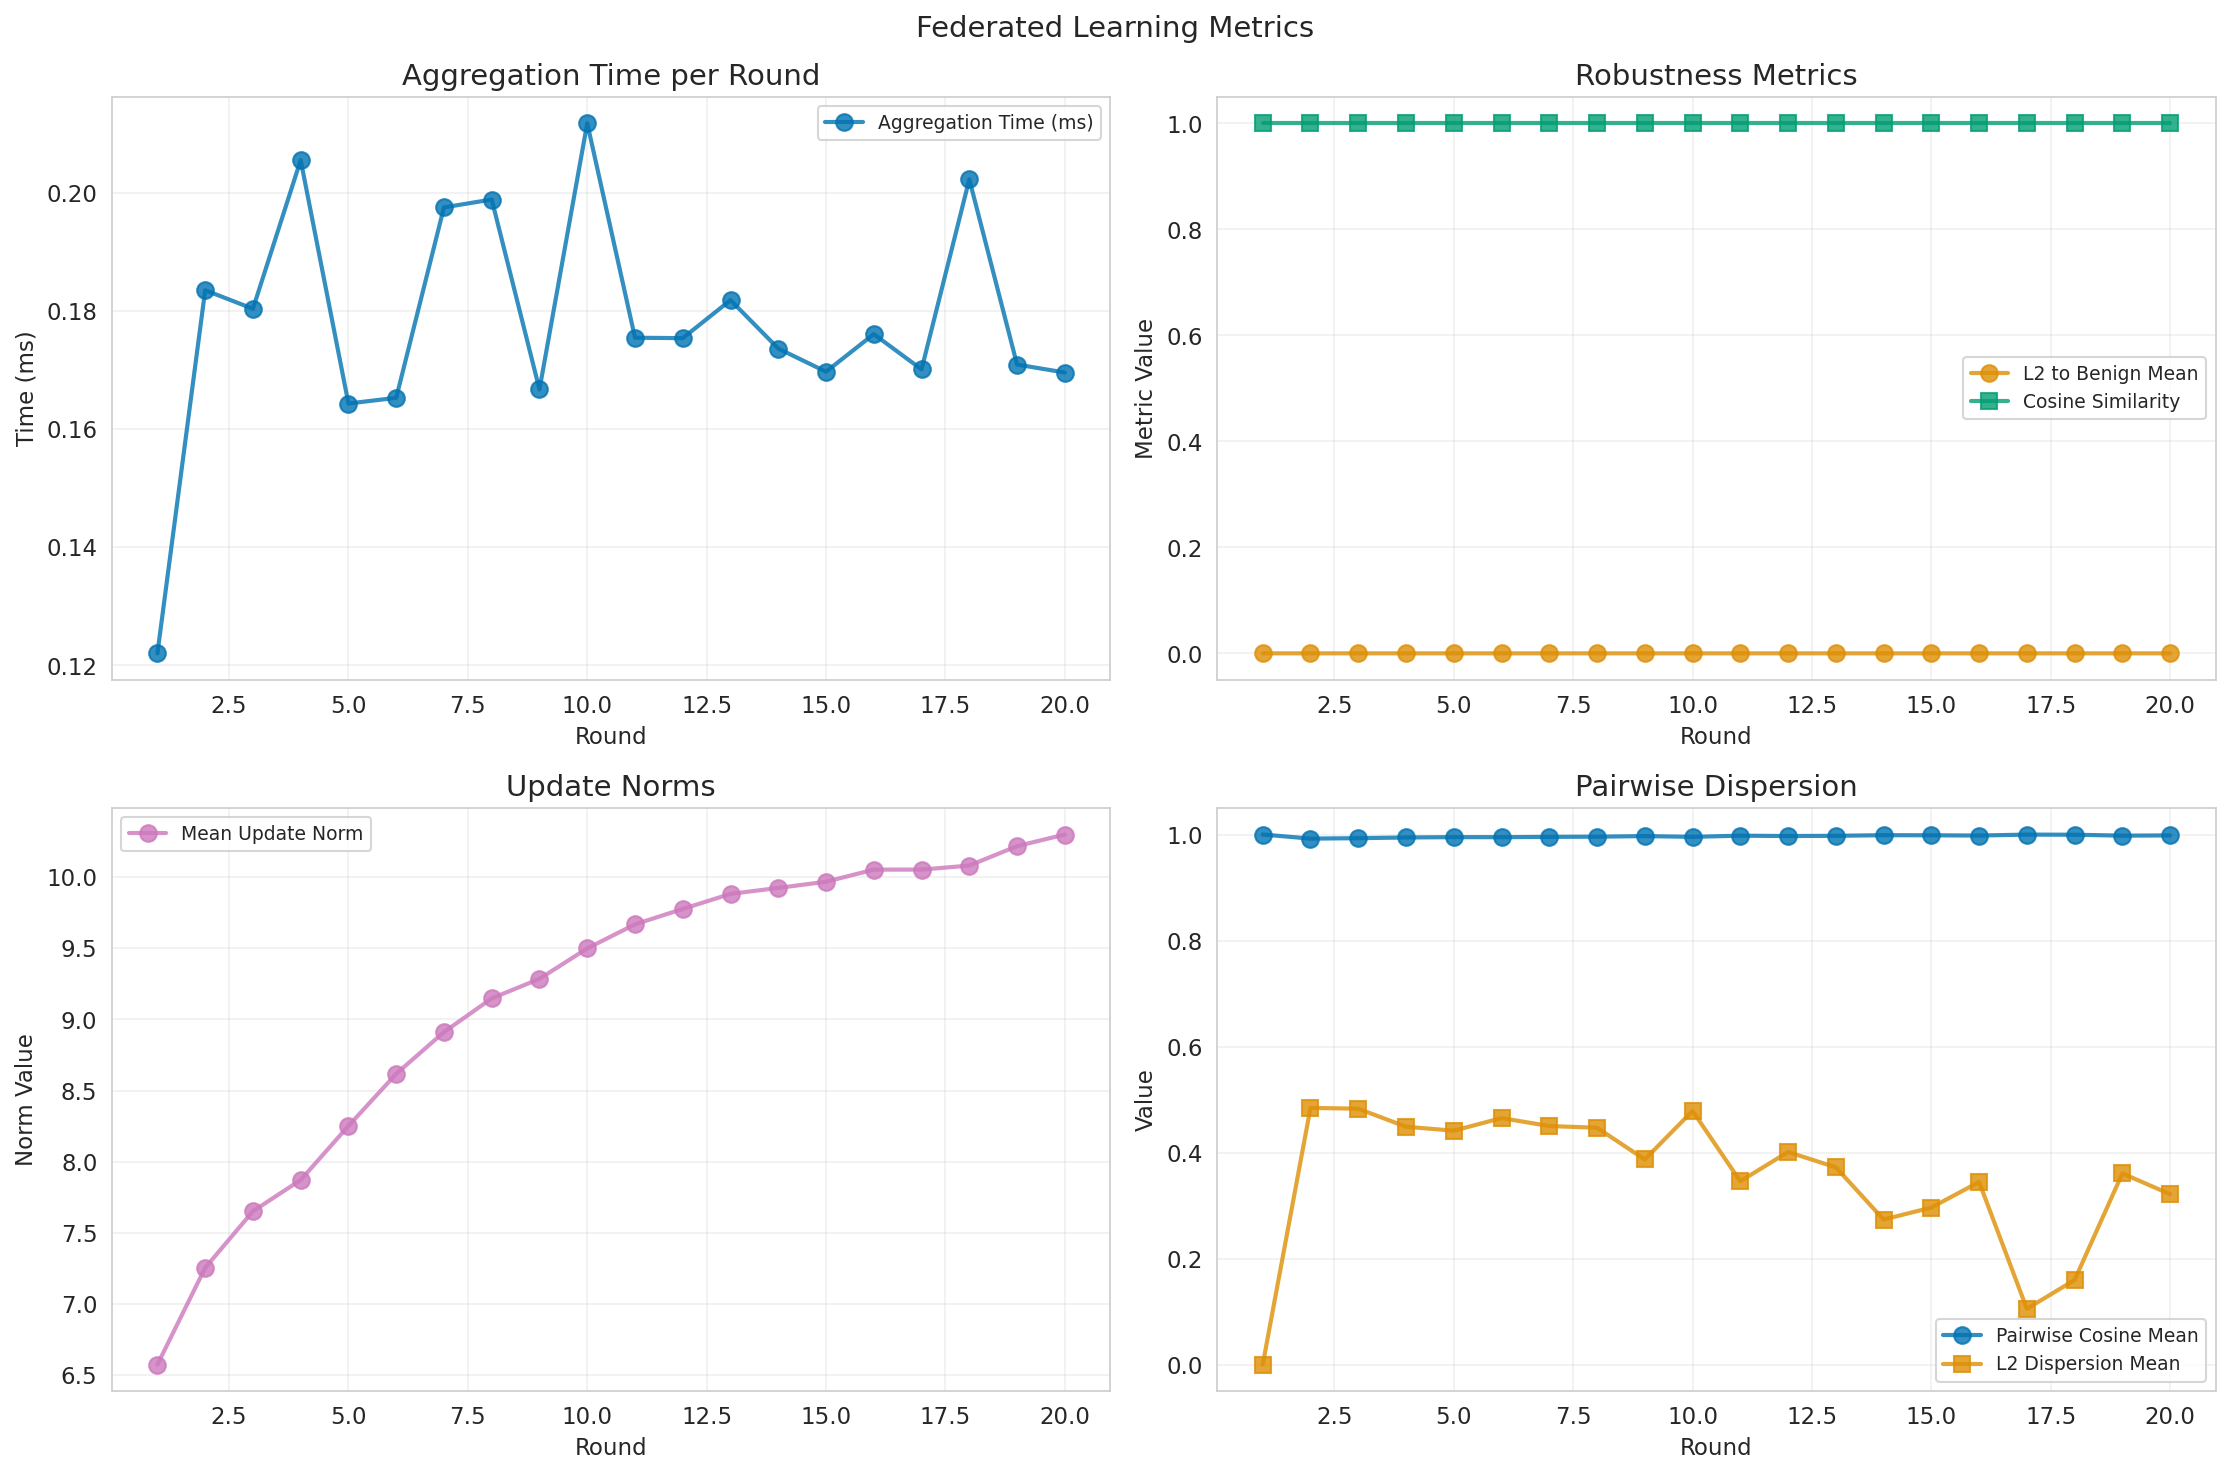 Federated Learning Metrics
Aggregation Time per Round
Aggregation Time (ms)
Time (ms)
0.20
0.18
0.16
0.14
0.12
2.5 5.0 7.5 10.0 12.5 15.0 17.5 20.0
Round
Robustness Metrics
L2 to Benign Mean
Cosine Similarity
Metric Value
1.0
0.8
0.6
0.4
0.2
0.0
2.5 5.0 7.5 10.0 12.5 15.0 17.5 20.0
Round
Update Norms
Mean Update Norm
Norm Value
10.0
9.5
9.0
8.5
8.0
7.5
7.0
6.5
2.5 5.0 7.5 10.0 12.5 15.0 17.5 20.0
Round
Pairwise Dispersion
Value
1.0
0.8
0.6
0.4
0.2
0.0
Pairwise Cosine Mean
L2 Dispersion Mean
2.5 5.0 7.5 10.0 12.5 15.0 17.5 20.0
Round